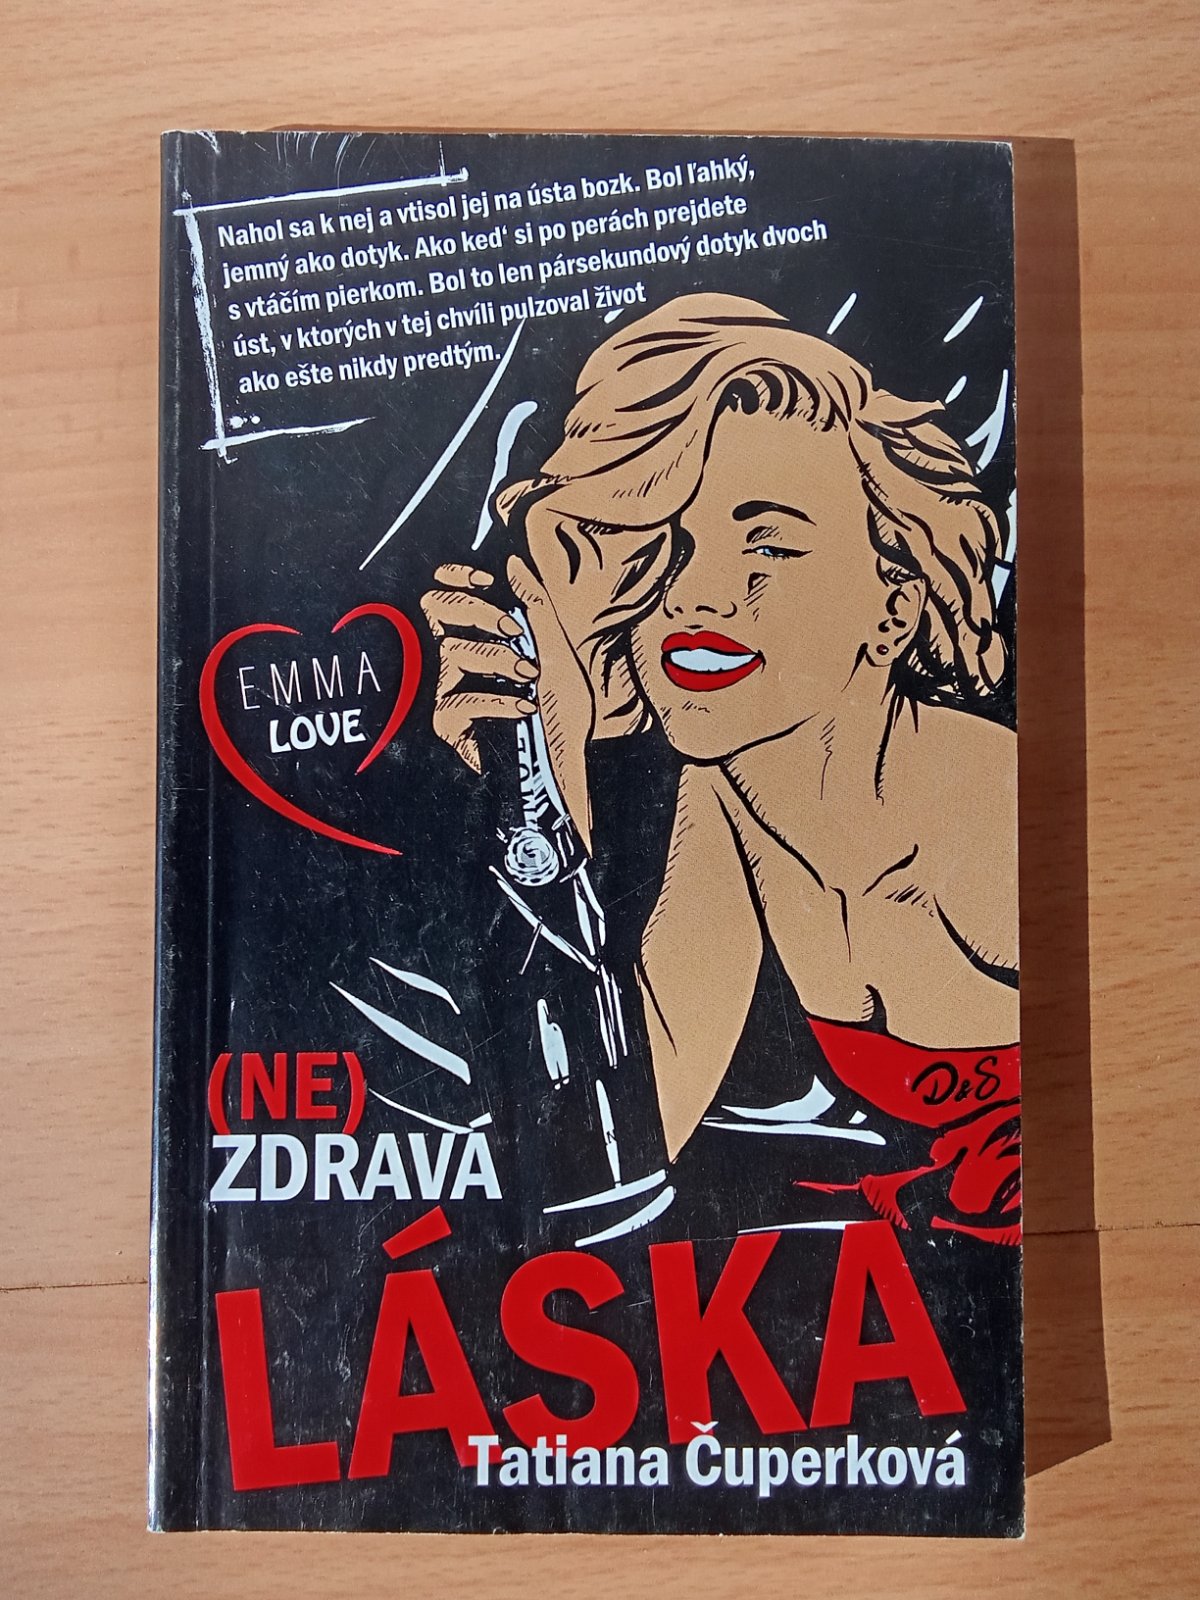 Nahol sa k nej a vtisol jej na ústa bozk. Bol ľahký,
jemný ako dotyk. Ako ked‘ si po perách prejdete
s vtáčím pierkom. Bol to len pársekundový dotyk dvoch
úst, v ktorých v tej chvíli pulzoval život
ako ešte nikdy predtým.
...
EMMA
LOVE
D&S
(NE)
ZDRAVÁ
LÁSKA
Tatiana Čuperková